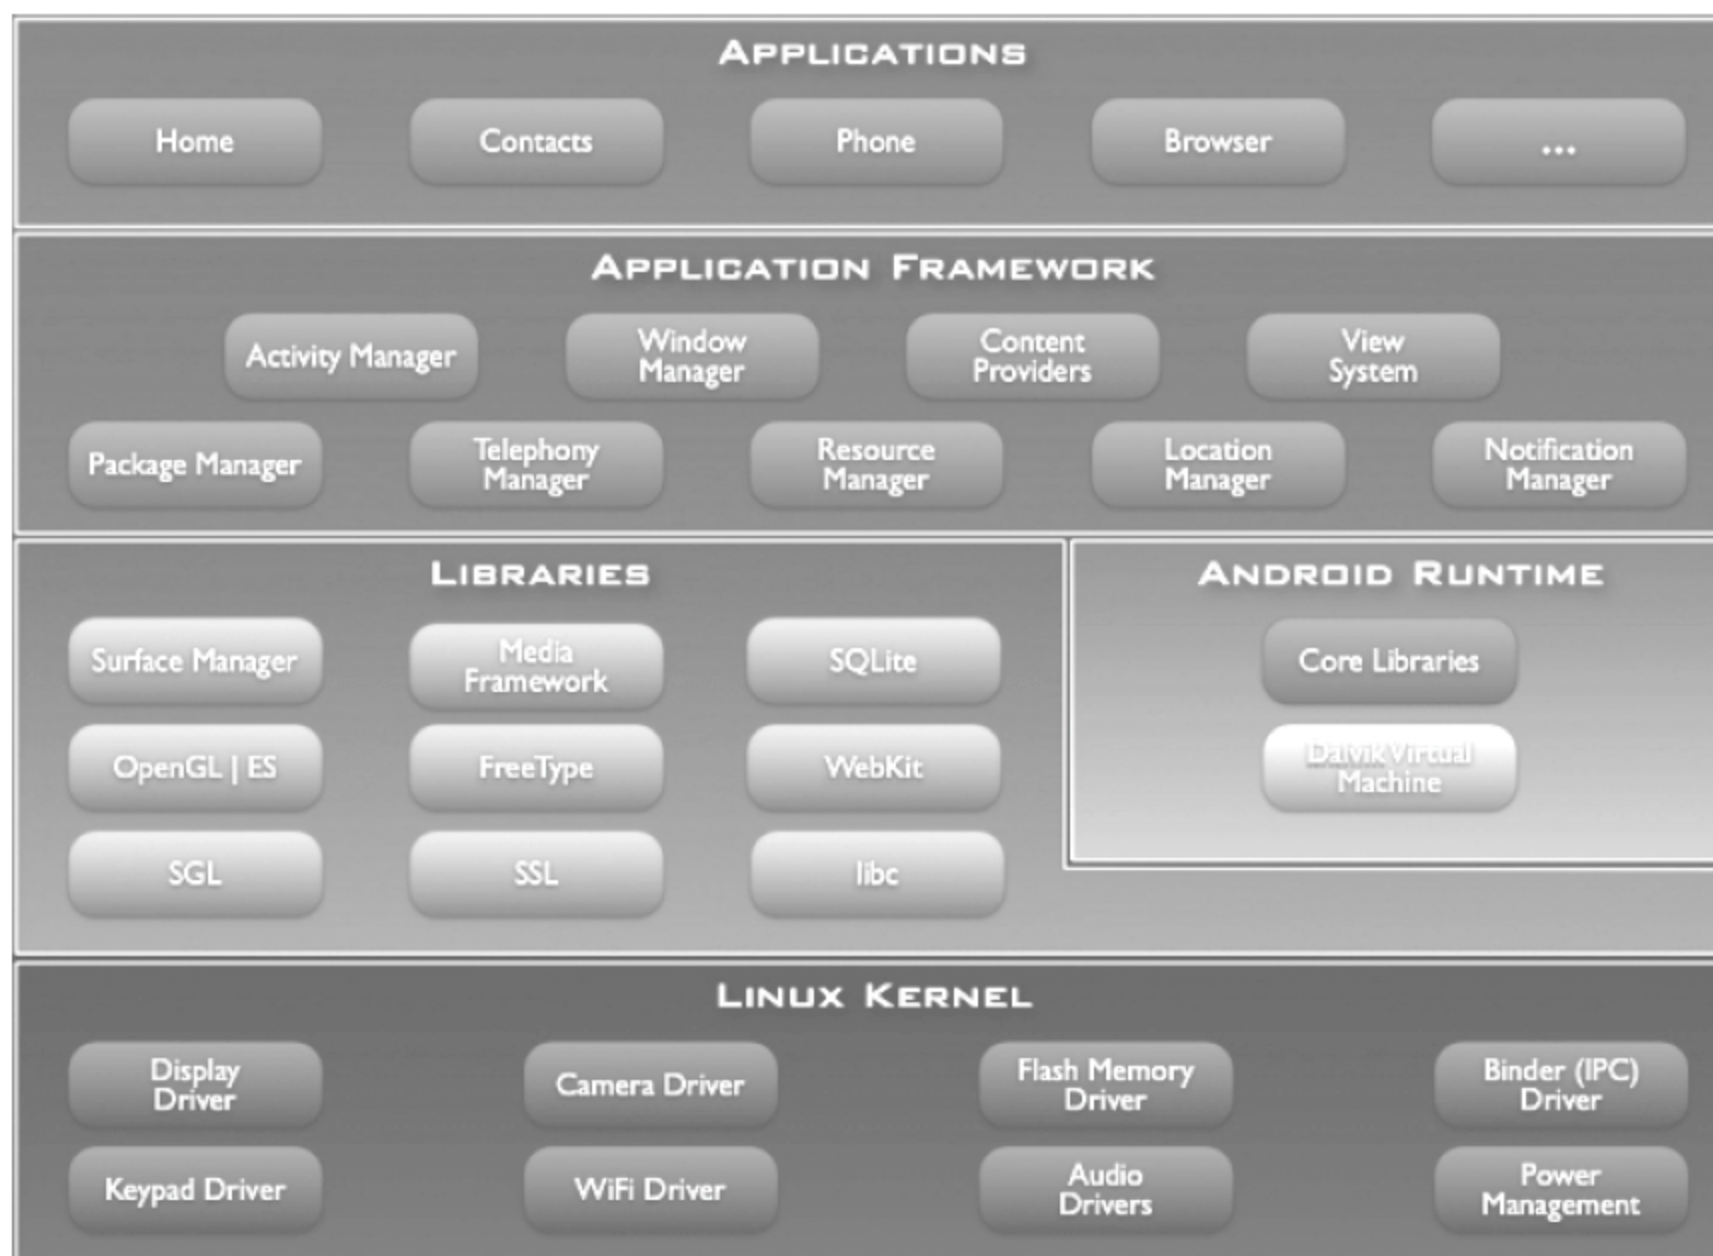 APPLICATIONS
Home
Contacts
Phone
Browser
...
APPLICATION FRAMEWORK
Activity Manager
Window
Manager
Content
Providers
View
System
Package Manager
Telephony
Manager
Resource
Manager
Location
Manager
Notification
Manager
LIBRARIES
Surface Manager
Media
Framework
SQLite
OpenGL | ES
FreeType
WebKit
SGL
SSL
libc
ANDROID RUNTIME
Core Libraries
Dalvik Virtual
Machine
LINUX KERNEL
Display
Driver
Camera Driver
Flash Memory
Driver
Binder (IPC)
Driver
Keypad Driver
WiFi Driver
Audio
Drivers
Power
Management